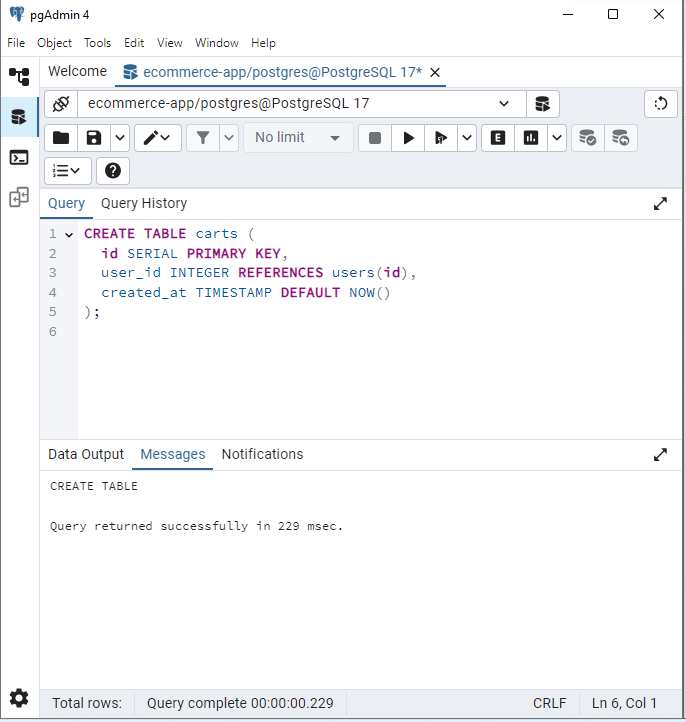 pgAdmin 4
File Object Tools Edit View Window Help
Welcome ecommerce-app/postgres@PostgreSQL 17*
ecommerce-app/postgres@PostgreSQL 17
No limit
E
Query Query History
1 CREATE TABLE carts (
2 id SERIAL PRIMARY KEY,
3 user_id INTEGER REFERENCES users(id),
4 created_at TIMESTAMP DEFAULT NOW()
5 );
6
Data Output Messages Notifications
CREATE TABLE
Query returned successfully in 229 msec.
Total rows: Query complete 00:00:00.229 CRLF Ln 6, Col 1